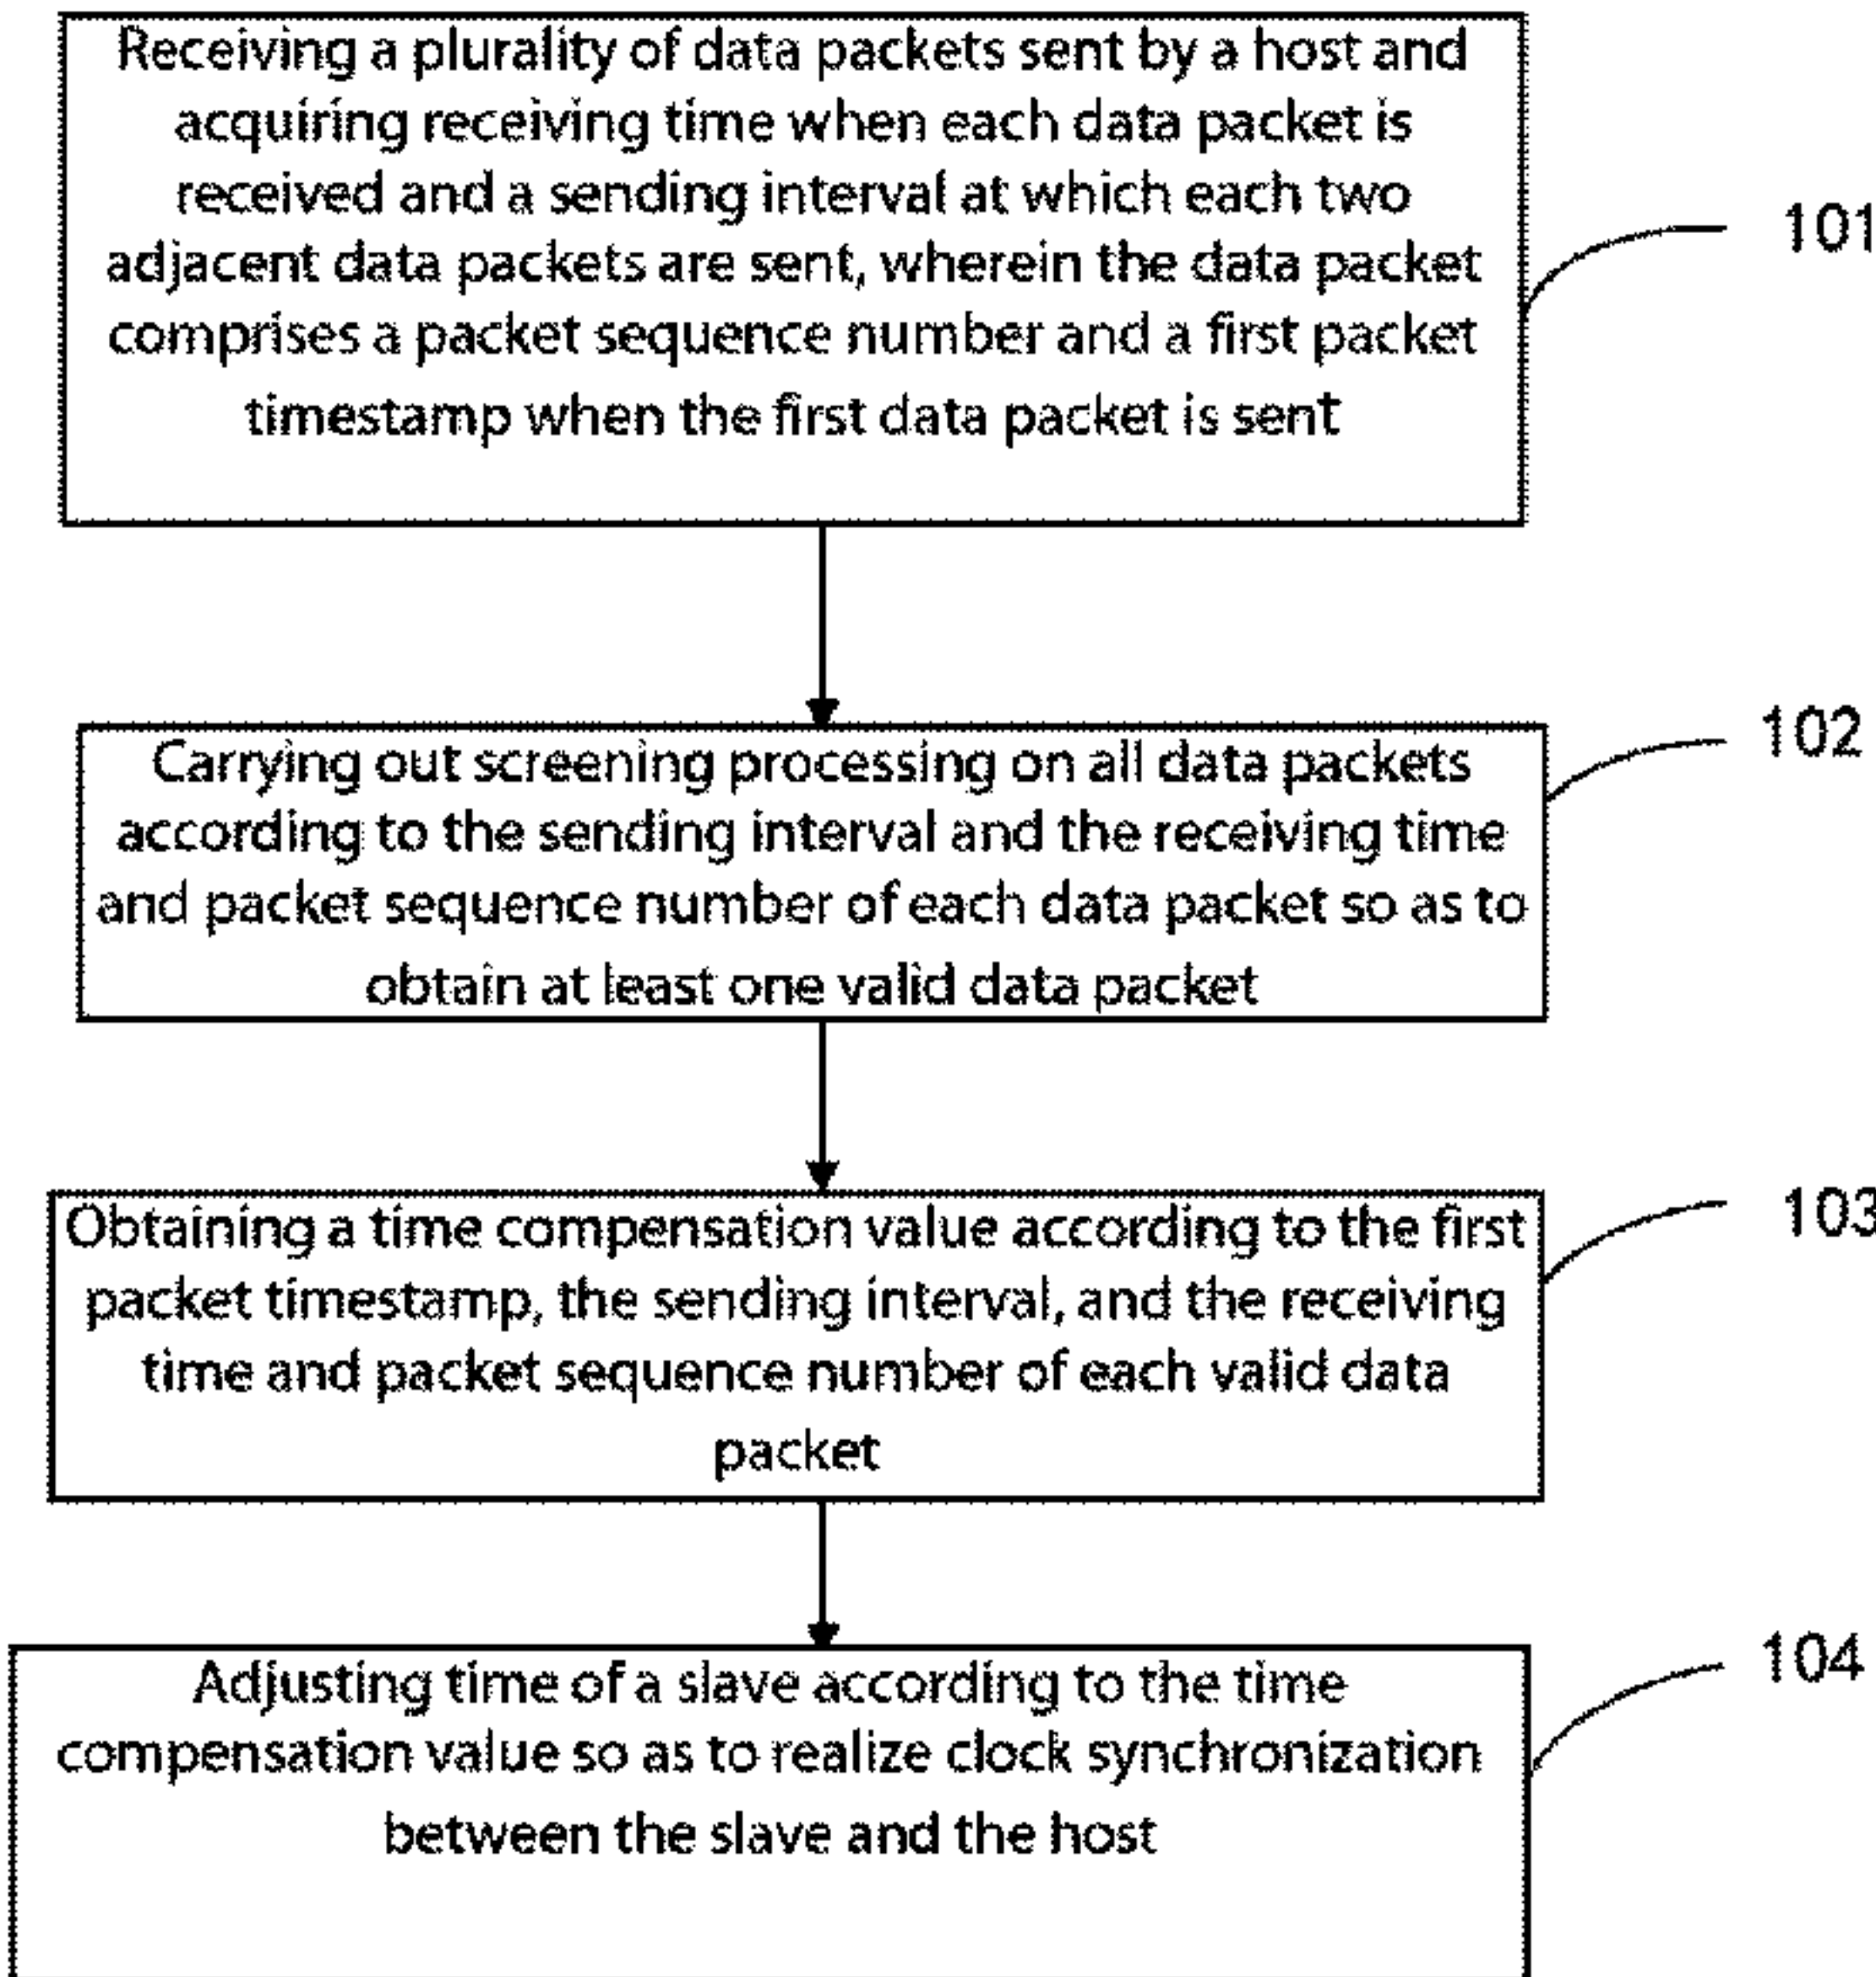 Receiving a plurality of data packets sent by a host and
acquiring receiving time when each data packet is
received and a sending interval at which each two
adjacent data packets are sent, wherein the data packet
comprises a packet sequence number and a first packet
timestamp when the first data packet is sent
101
Carrying out screening processing on all data packets
according to the sending interval and the receiving time
and packet sequence number of each data packet so as to
obtain at least one valid data packet
102
Obtaining a time compensation value according to the first
packet timestamp, the sending interval, and the receiving
time and packet sequence number of each valid data
packet
103
Adjusting time of a slave according to the time
compensation value so as to realize clock synchronization
between the slave and the host
104